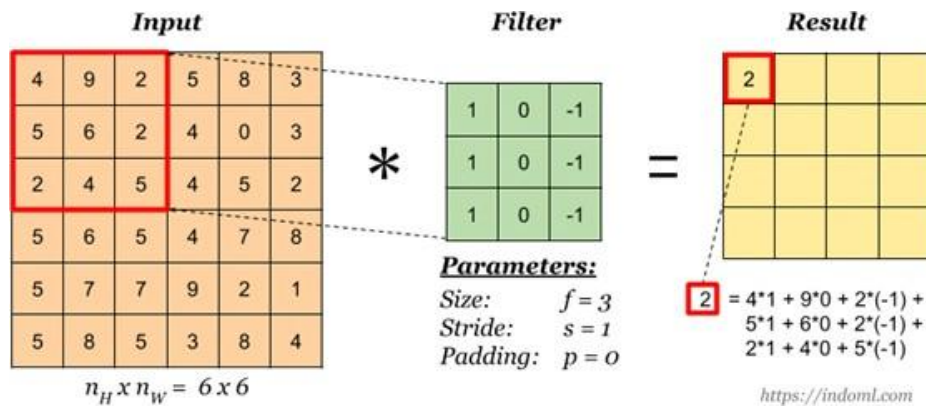 Input
Filter
Result
4 9 2 5 8 3
5 6 2 4 0 3
2 4 5 4 5 2
5 6 5 4 7 8
5 7 7 9 2 1
5 8 5 3 8 4
n_H x n_W = 6 x 6
*
1 0 -1
1 0 -1
1 0 -1
Parameters:
Size: f = 3
Stride: s = 1
Padding: p = 0
=
2
2 = 4*1 + 9*0 + 2*(-1) +
5*1 + 6*0 + 2*(-1) +
2*1 + 4*0 + 5*(-1)
https://indoml.com